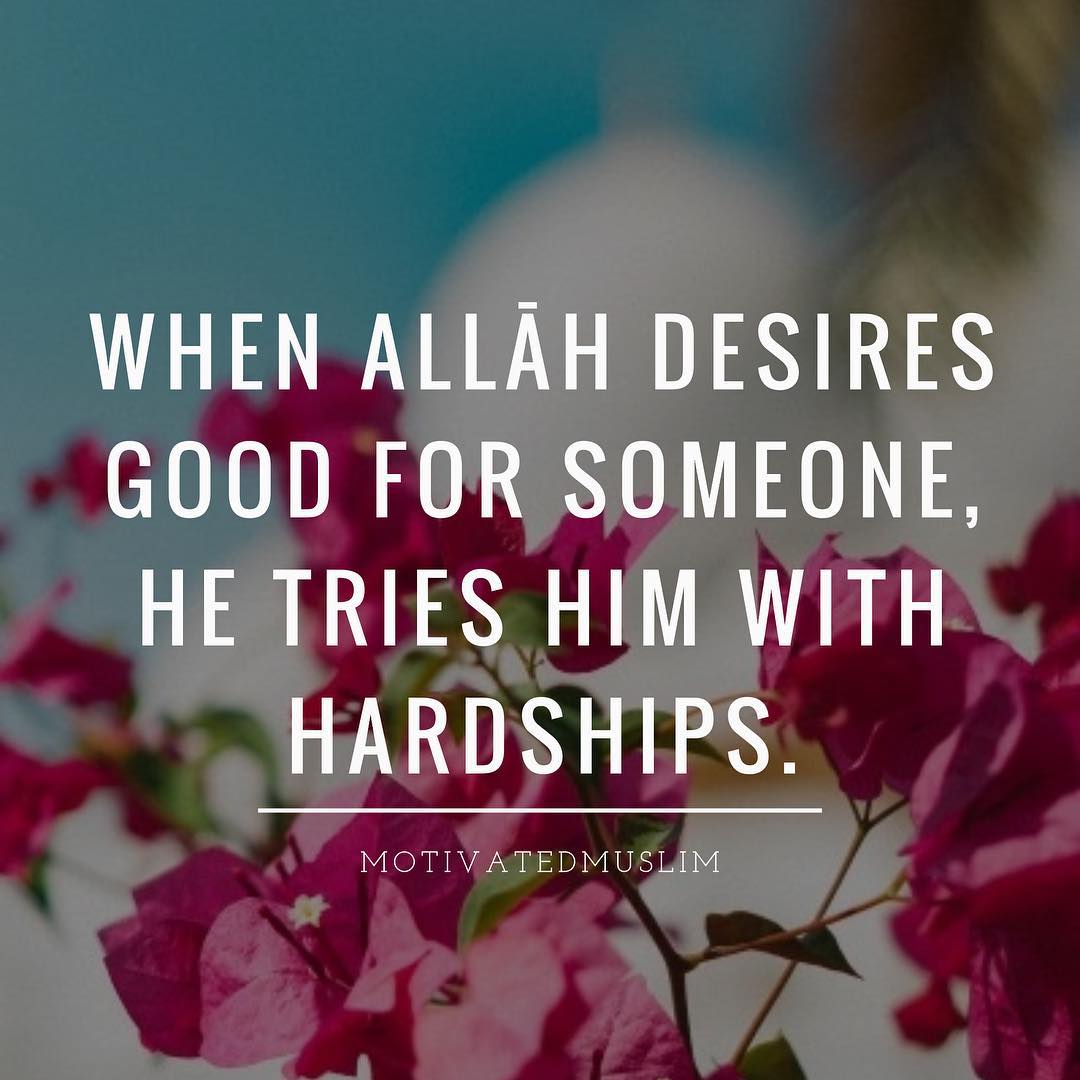 WHEN ALLĀH DESIRES
GOOD FOR SOMEONE,
HE TRIES HIM WITH
HARDSHIPS.
MOTIVATEDMUSLIM